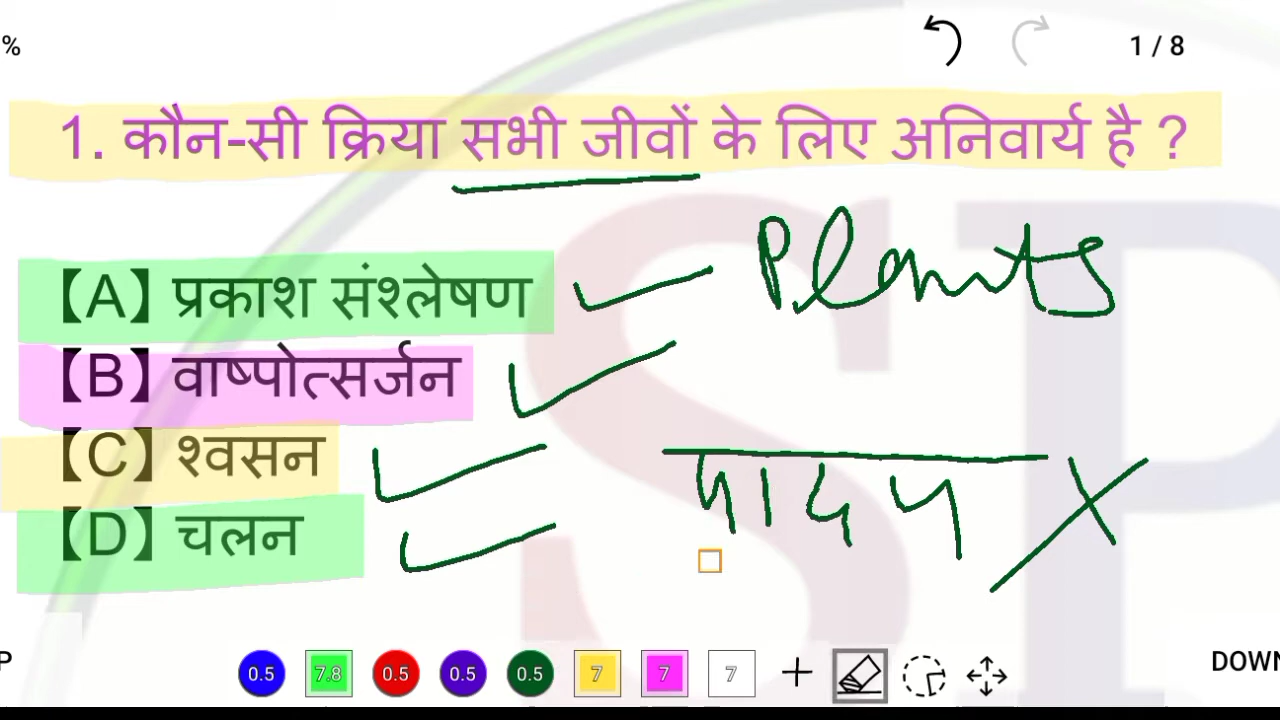 %
1 / 8
1. कौन-सी क्रिया सभी जीवों के लिए अनिवार्य है ?
【A】 प्रकाश संश्लेषण
Plants
【B】 वाष्पोत्सर्जन
【C】 श्वसन
पादप
【D】 चलन
P
0.5 7.8 0.5 0.5 0.5 7 7 7
DOWN